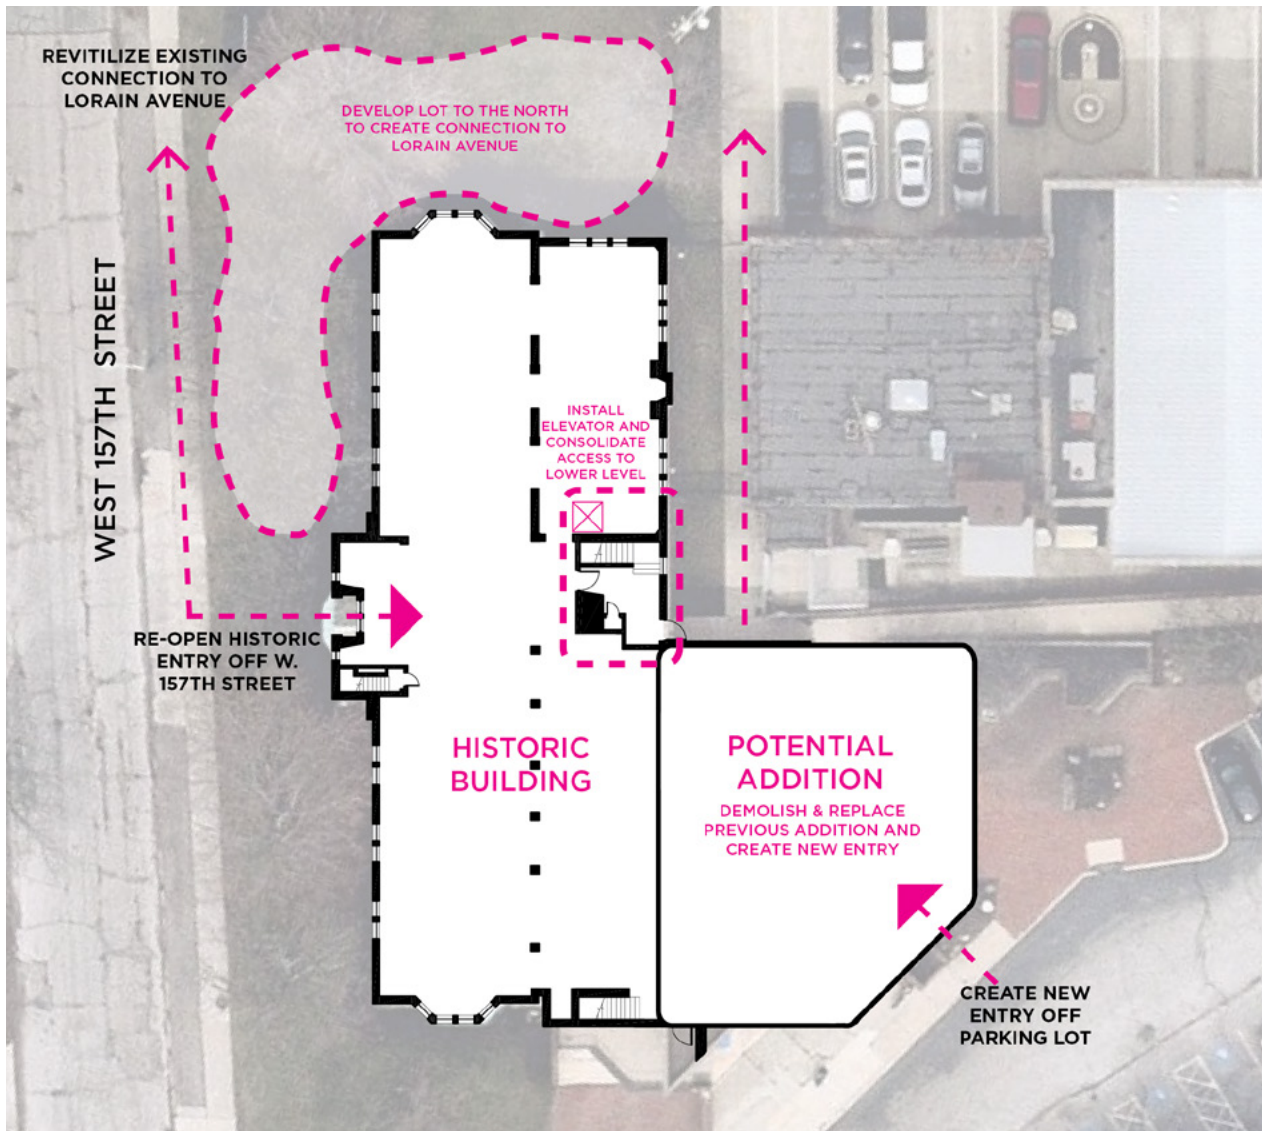 REVITILIZE EXISTING
CONNECTION TO
LORAIN AVENUE
DEVELOP LOT TO THE NORTH
TO CREATE CONNECTION TO
LORAIN AVENUE
WEST 157TH STREET
INSTALL
ELEVATOR AND
CONSOLIDATE
ACCESS TO
LOWER LEVEL
RE-OPEN HISTORIC
ENTRY OFF W.
157TH STREET
HISTORIC
BUILDING
POTENTIAL
ADDITION
DEMOLISH & REPLACE
PREVIOUS ADDITION AND
CREATE NEW ENTRY
CREATE NEW
ENTRY OFF
PARKING LOT